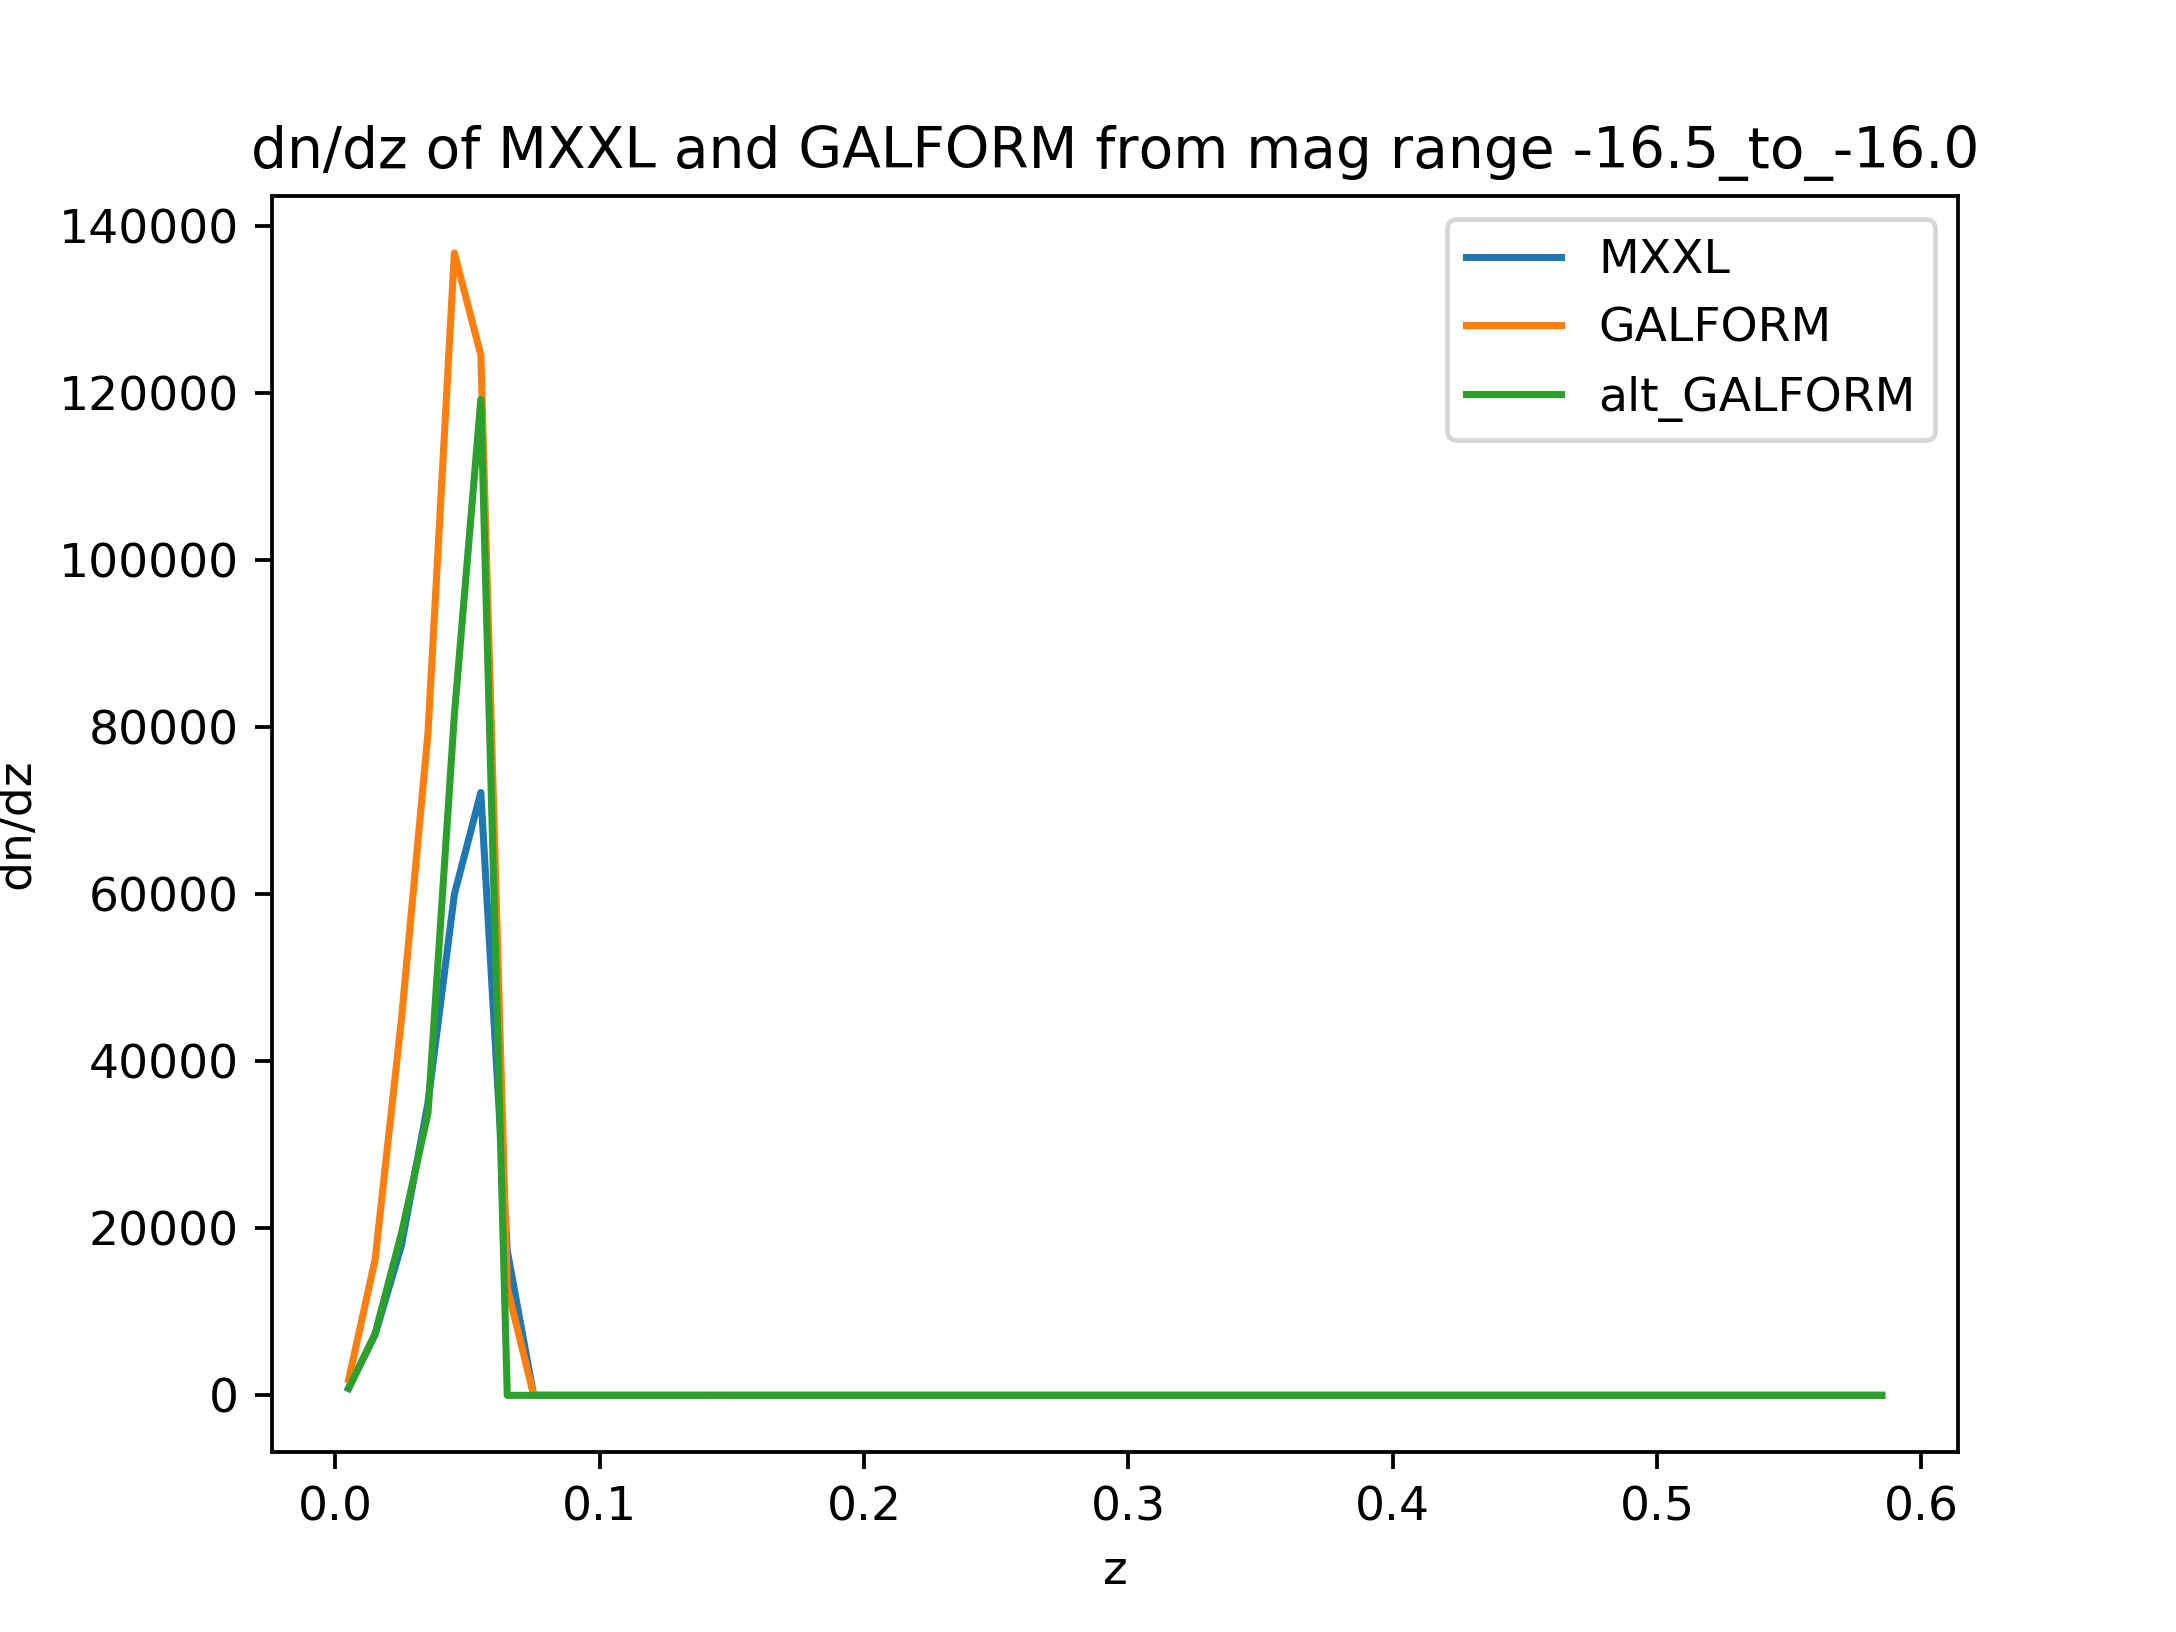 dn/dz of MXXL and GALFORM from mag range -16.5_to_-16.0
MXXL
GALFORM
alt_GALFORM
140000
120000
100000
80000
60000
40000
20000
0
dn/dz
0.0 0.1 0.2 0.3 0.4 0.5 0.6
z